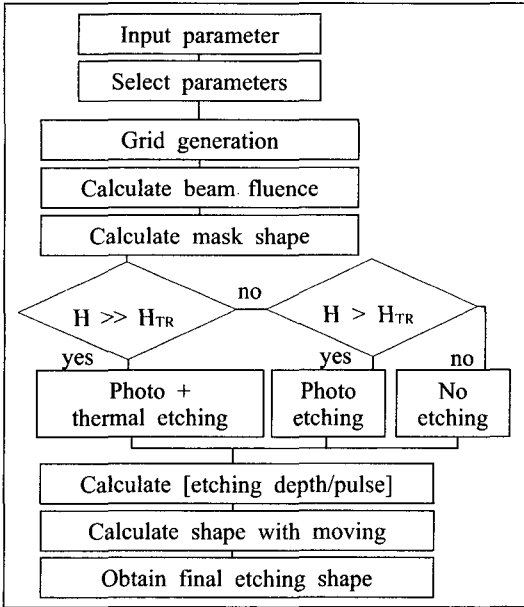 Input parameter
Select parameters
Grid generation
Calculate beam fluence
Calculate mask shape
H >> HTR
no
H > HTR
yes
yes
no
Photo +
thermal etching
Photo
etching
No
etching
Calculate [etching depth/pulse]
Calculate shape with moving
Obtain final etching shape